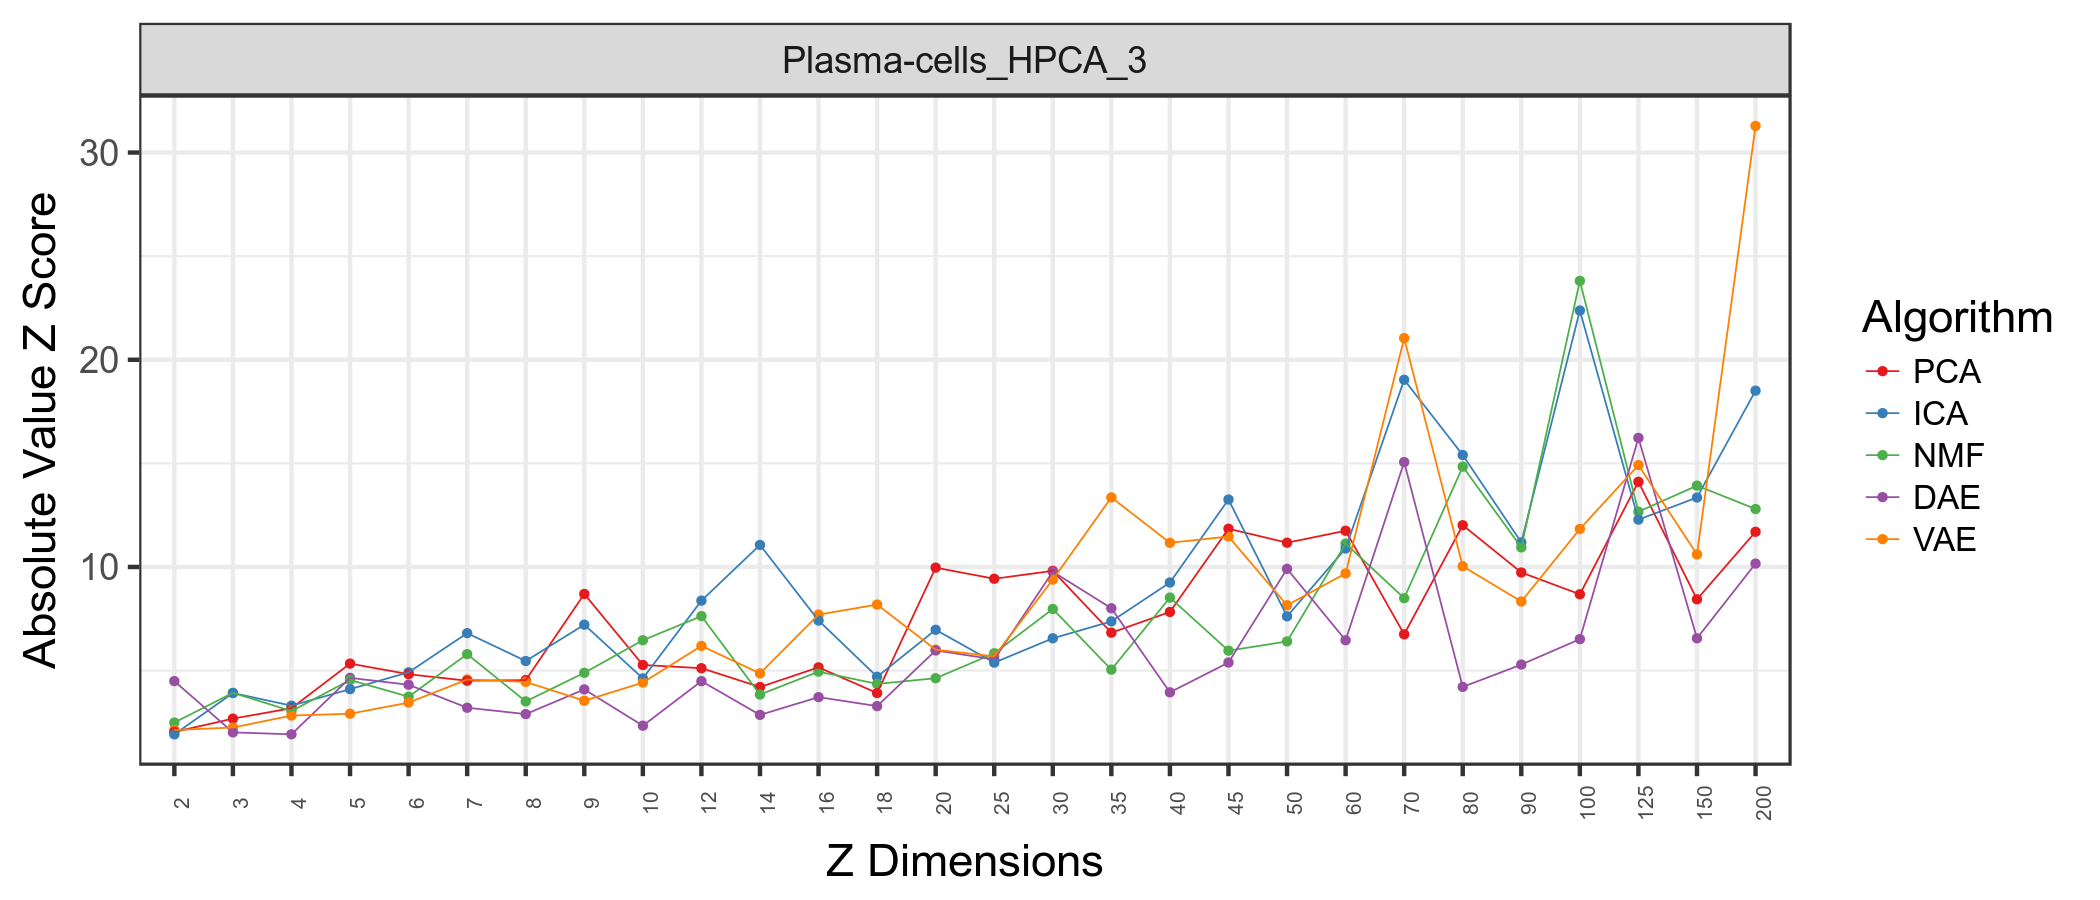 Plasma-cells_HPCA_3
Absolute Value Z Score
30
20
10
2 3 4 5 6 7 8 9 10 12 14 16 18 20 25 30 35 40 45 50 60 70 80 90 100 125 150 200
Z Dimensions
Algorithm
PCA
ICA
NMF
DAE
VAE